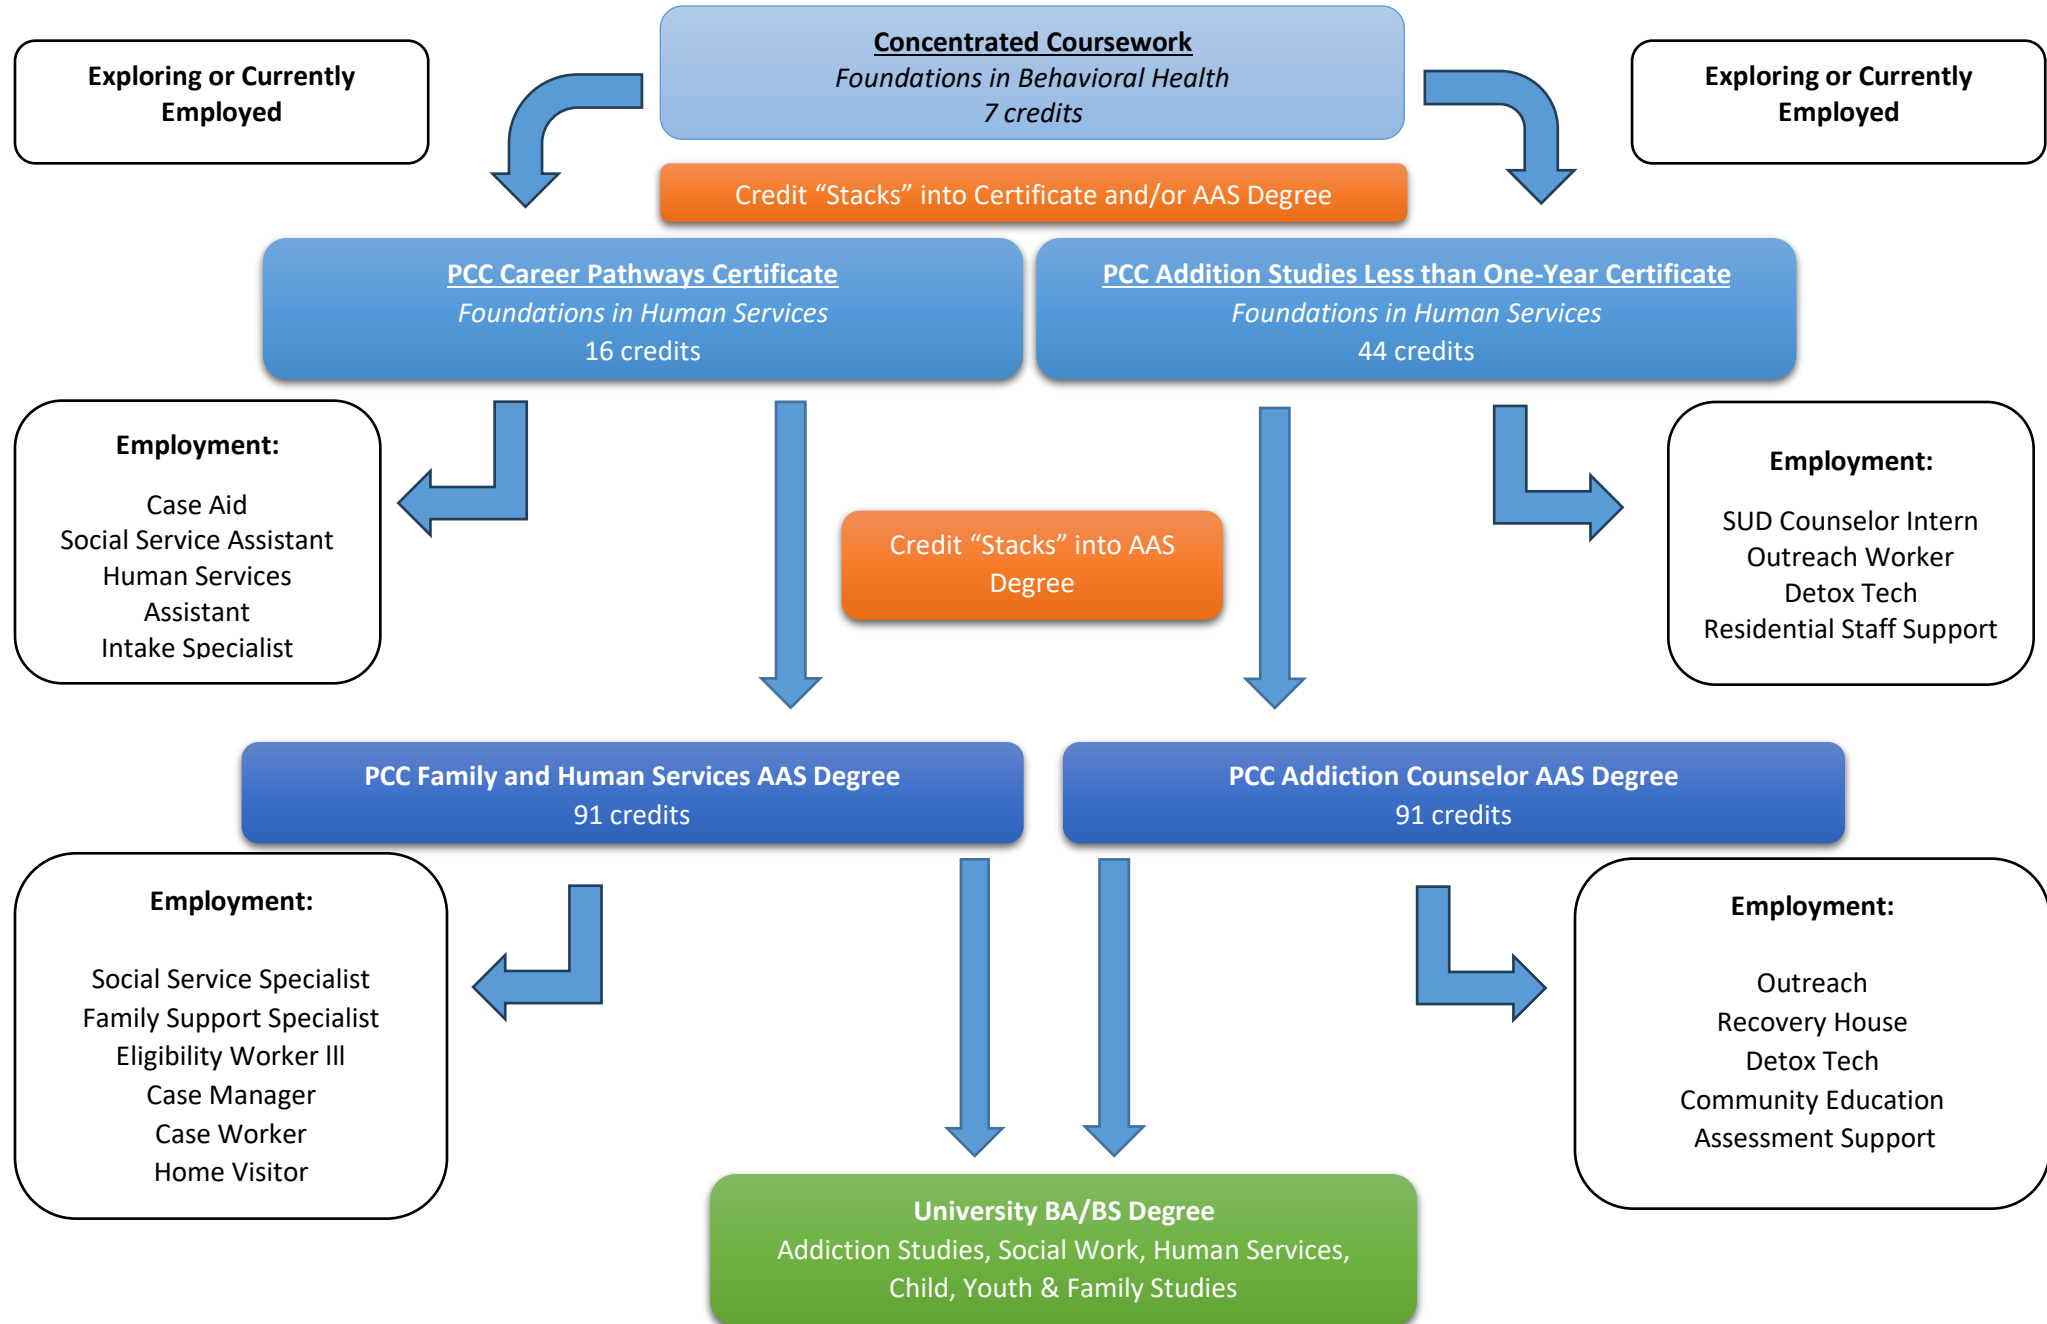 Concentrated Coursework
Foundations in Behavioral Health
7 credits
Exploring or Currently
Employed
Exploring or Currently
Employed
Credit “Stacks” into Certificate and/or AAS Degree
PCC Career Pathways Certificate
Foundations in Human Services
16 credits
PCC Addition Studies Less than One-Year Certificate
Foundations in Human Services
44 credits
Employment:
Case Aid
Social Service Assistant
Human Services
Assistant
Intake Specialist
Credit “Stacks” into AAS
Degree
Employment:
SUD Counselor Intern
Outreach Worker
Detox Tech
Residential Staff Support
PCC Family and Human Services AAS Degree
91 credits
PCC Addiction Counselor AAS Degree
91 credits
Employment:
Social Service Specialist
Family Support Specialist
Eligibility Worker lll
Case Manager
Case Worker
Home Visitor
Employment:
Outreach
Recovery House
Detox Tech
Community Education
Assessment Support
University BA/BS Degree
Addiction Studies, Social Work, Human Services,
Child, Youth & Family Studies